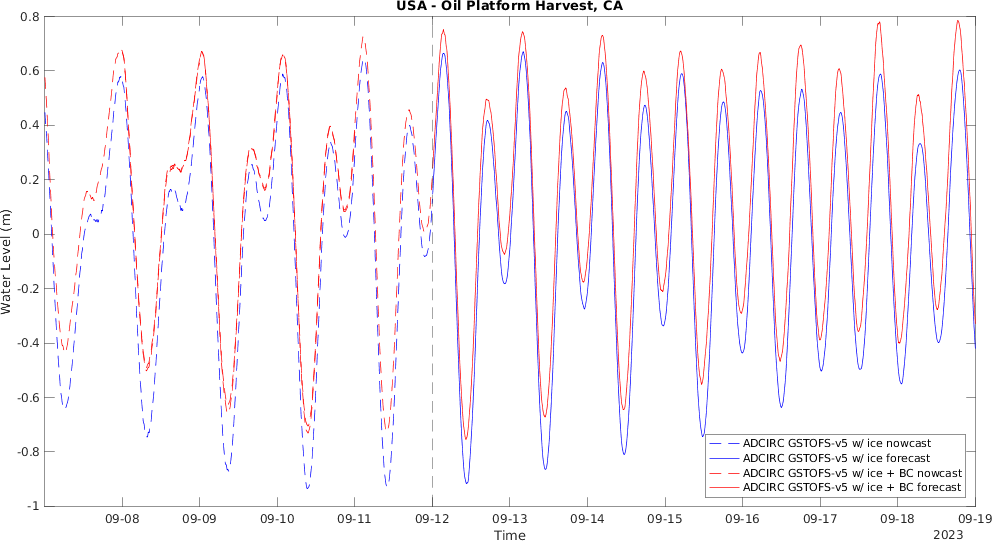 USA - Oil Platform Harvest, CA
0.8
0.6
0.4
0.2
0
-0.2
-0.4
-0.6
-0.8
-1
Water Level (m)
09-08 09-09 09-10 09-11 09-12 09-13 09-14 09-15 09-16 09-17 09-18 09-19
Time
2023
ADCIRC GSTOFS-v5 w/ ice nowcast
ADCIRC GSTOFS-v5 w/ ice forecast
ADCIRC GSTOFS-v5 w/ ice + BC nowcast
ADCIRC GSTOFS-v5 w/ ice + BC forecast